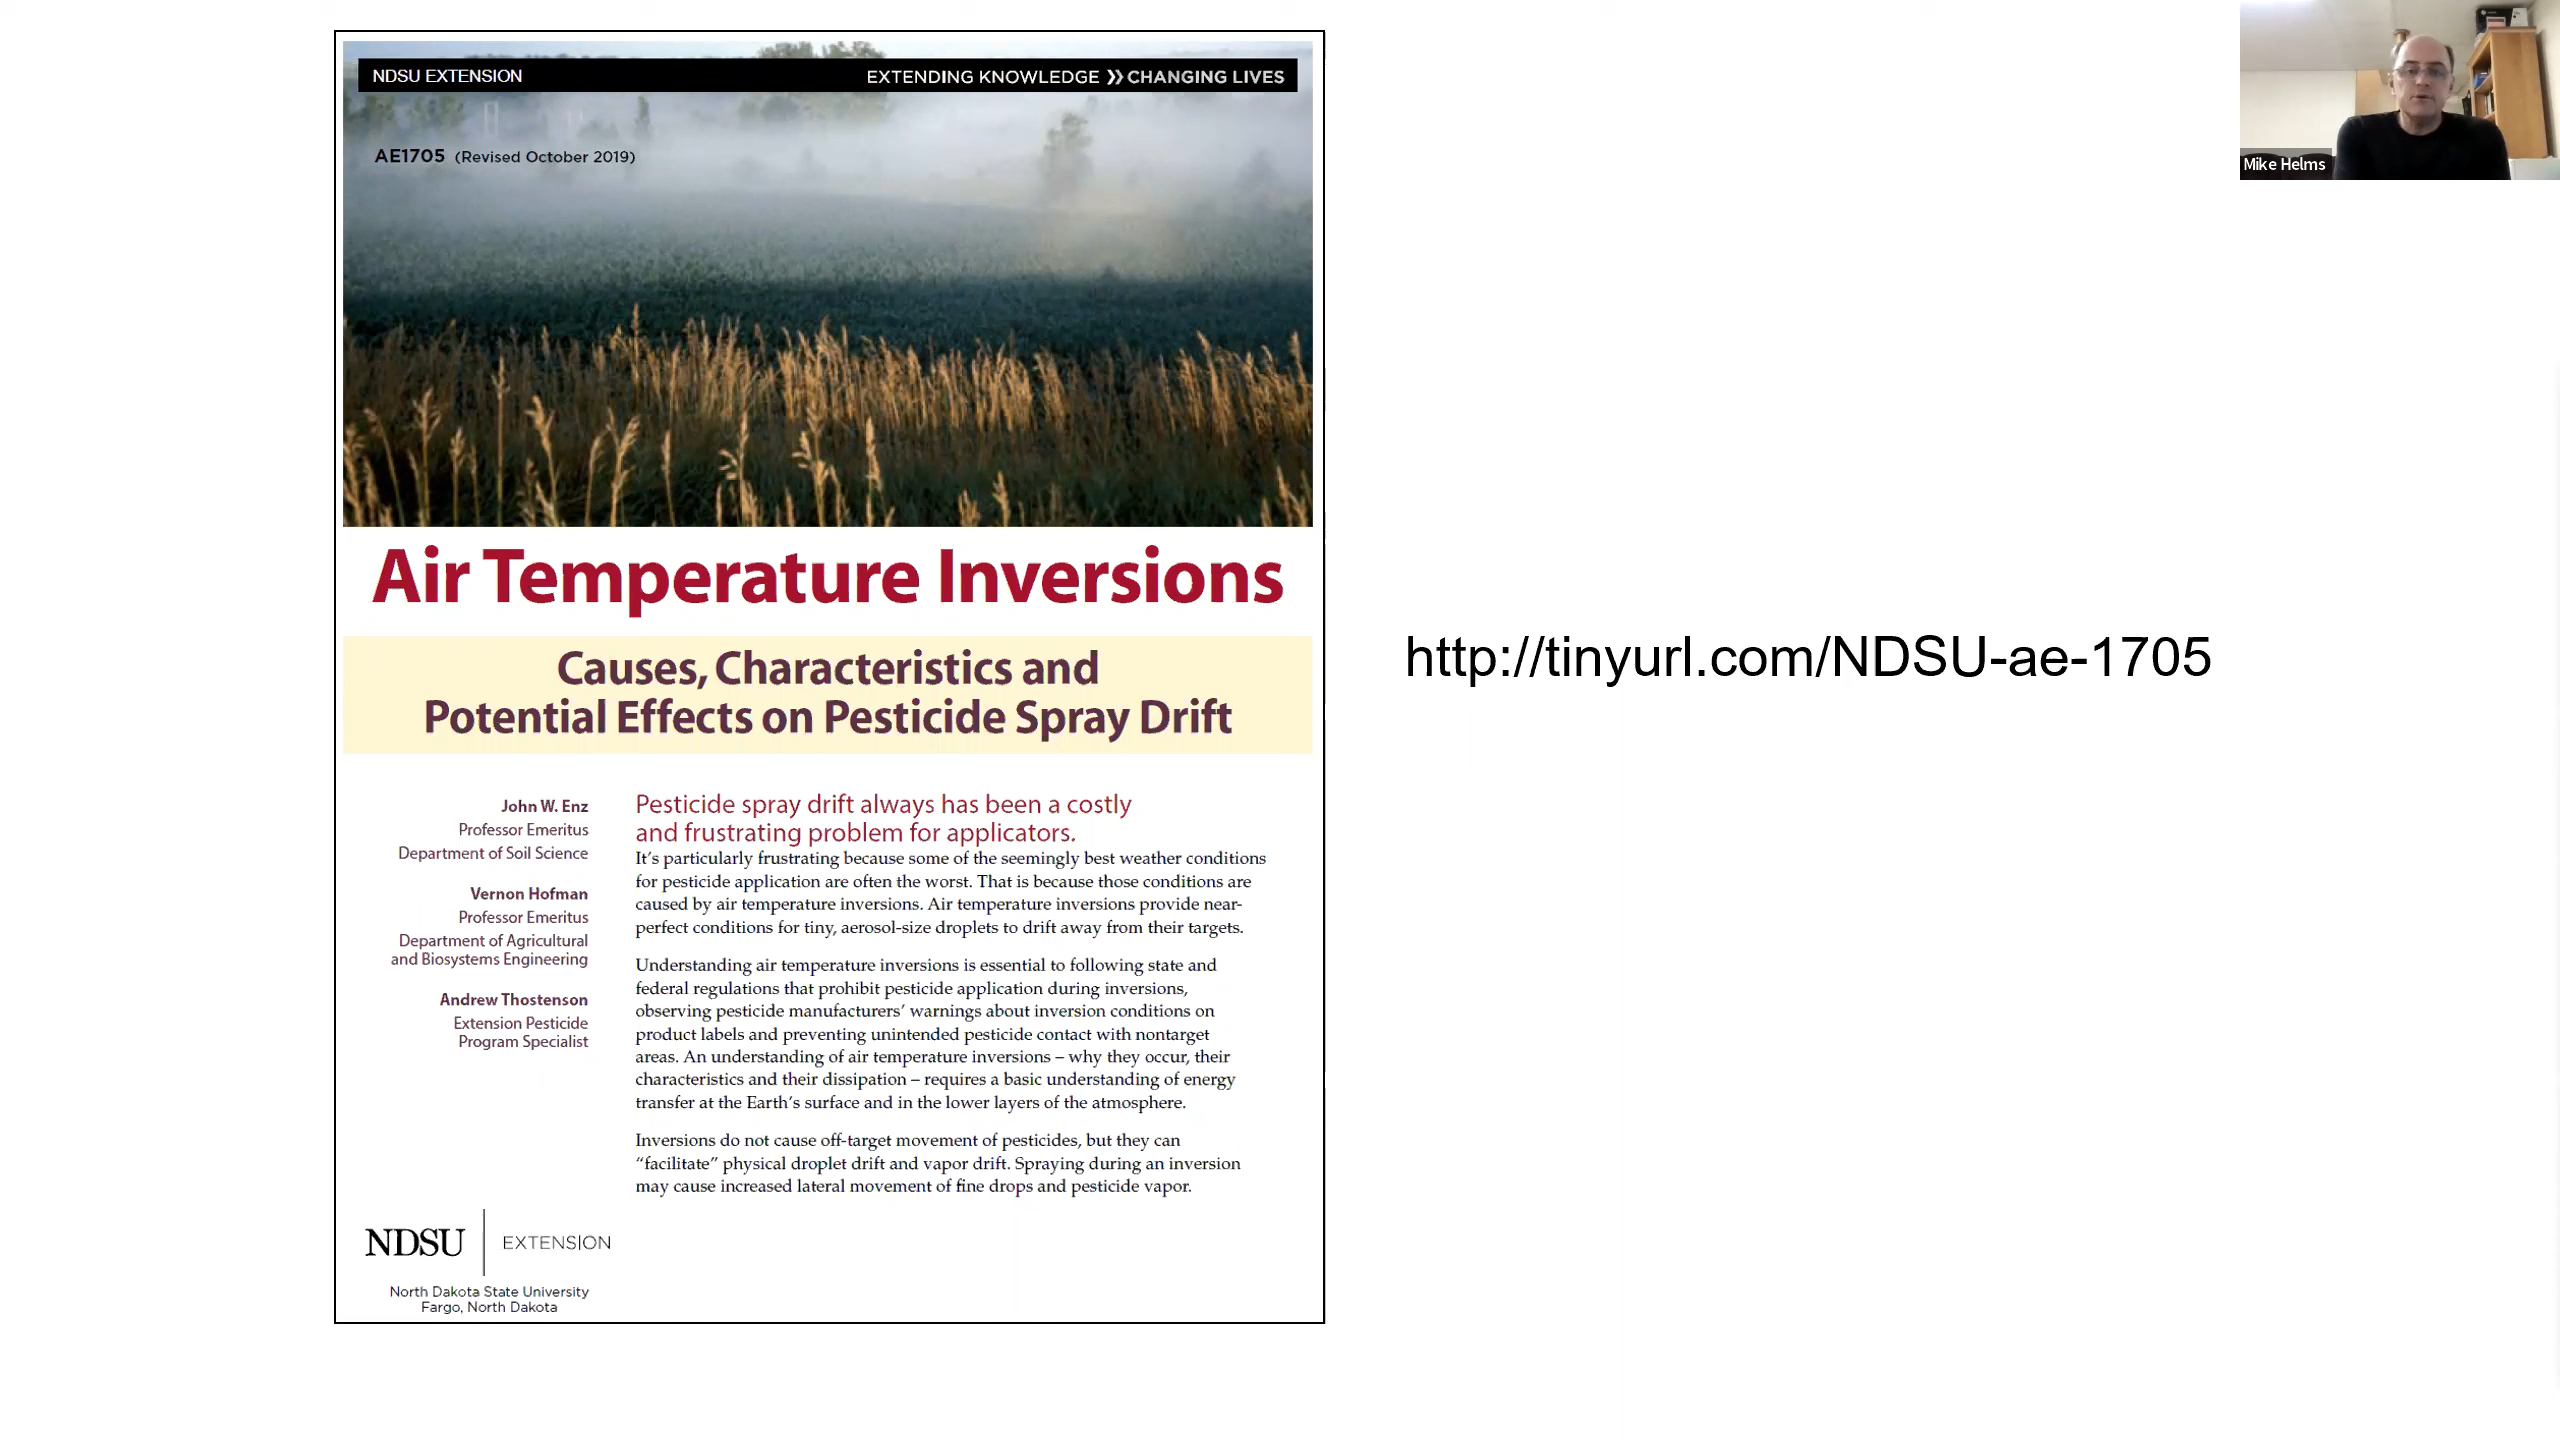 NDSU EXTENSION
EXTENDING KNOWLEDGE » CHANGING LIVES
AE1705 (Revised October 2019)
Air Temperature Inversions
Causes, Characteristics and
Potential Effects on Pesticide Spray Drift
John W. Enz
Professor Emeritus
Department of Soil Science
Vernon Hofman
Professor Emeritus
Department of Agricultural
and Biosystems Engineering
Andrew Thostenson
Extension Pesticide
Program Specialist
Pesticide spray drift always has been a costly
and frustrating problem for applicators.
It’s particularly frustrating because some of the seemingly best weather conditions
for pesticide application are often the worst. That is because those conditions are
caused by air temperature inversions. Air temperature inversions provide near-
perfect conditions for tiny, aerosol-size droplets to drift away from their targets.
Understanding air temperature inversions is essential to following state and
federal regulations that prohibit pesticide application during inversions,
observing pesticide manufacturers’ warnings about inversion conditions on
product labels and preventing unintended pesticide contact with nontarget
areas. An understanding of air temperature inversions – why they occur, their
characteristics and their dissipation – requires a basic understanding of energy
transfer at the Earth’s surface and in the lower layers of the atmosphere.
Inversions do not cause off-target movement of pesticides, but they can
“facilitate” physical droplet drift and vapor drift. Spraying during an inversion
may cause increased lateral movement of fine drops and pesticide vapor.
NDSU EXTENSION
North Dakota State University
Fargo, North Dakota
http://tinyurl.com/NDSU-ae-1705
Mike Helms